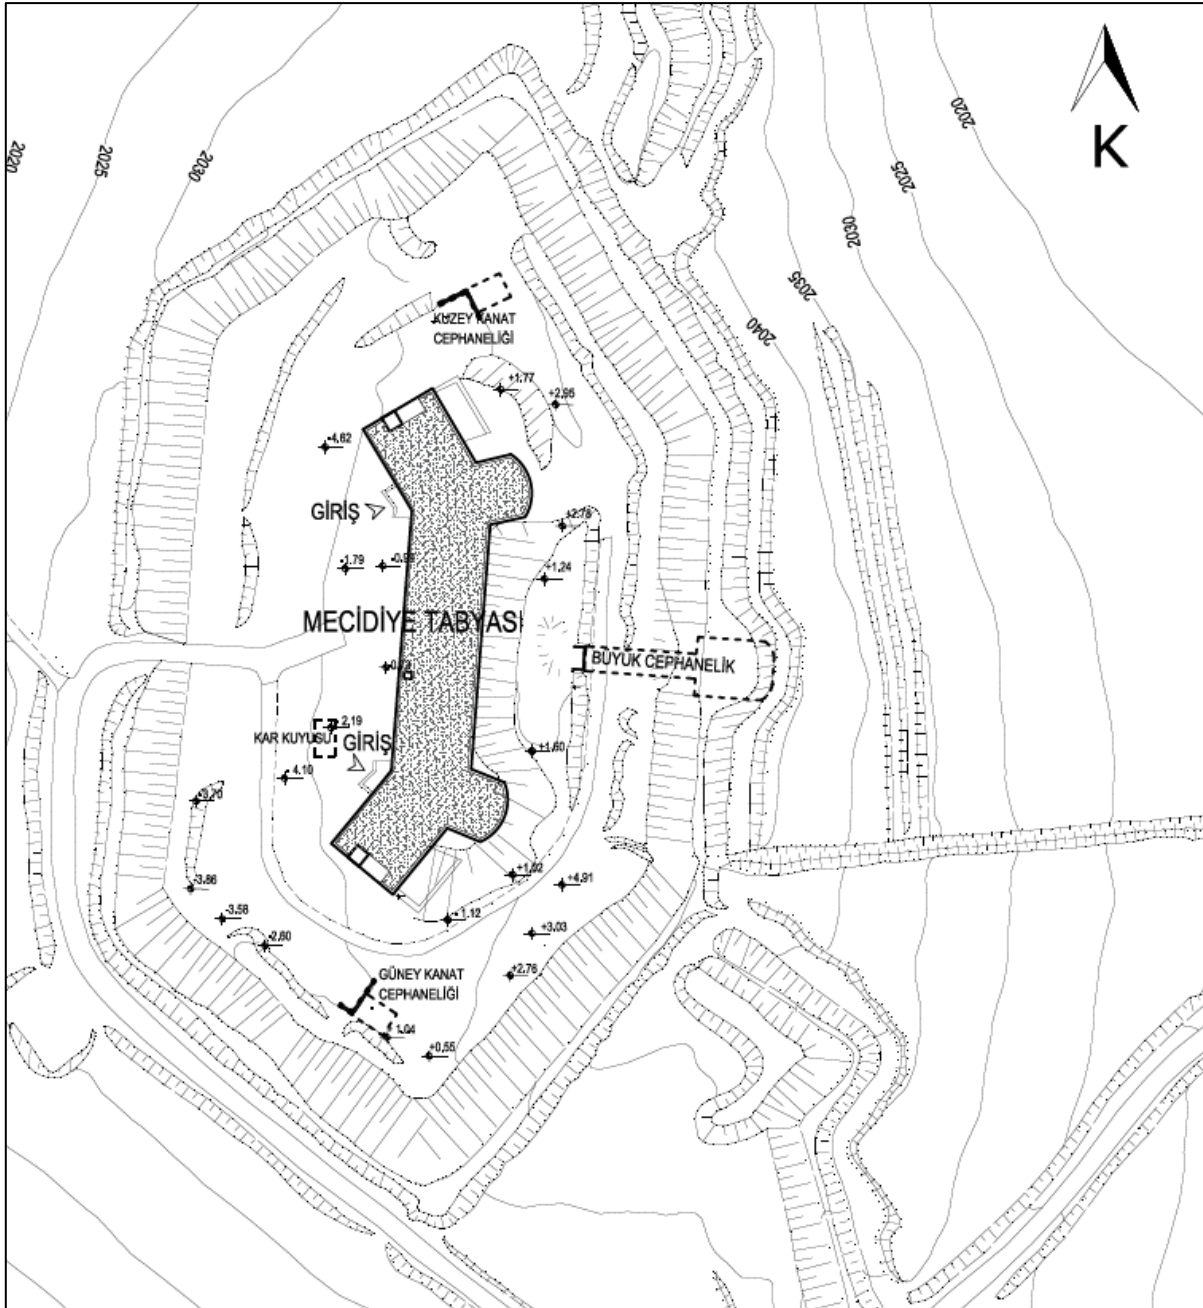 K
2020
2025
2030
2020
2025
2030
2035
2040
KUZEY KANAT
CEPHANELİĞİ
+1.77
+2.95
-4.62
GİRİŞ
+2.78
-1.79
+1.24
MECİDİYE TABYASI
BÜYÜK CEPHANELİK
-2.19
KAR KUYUSU
GİRİŞ
+1.60
-4.10
-3.70
+1.92
+4.91
-3.86
-3.58
-1.12
+3.03
-2.60
GÜNEY KANAT
CEPHANELİĞİ
+2.76
1.04
+0.55